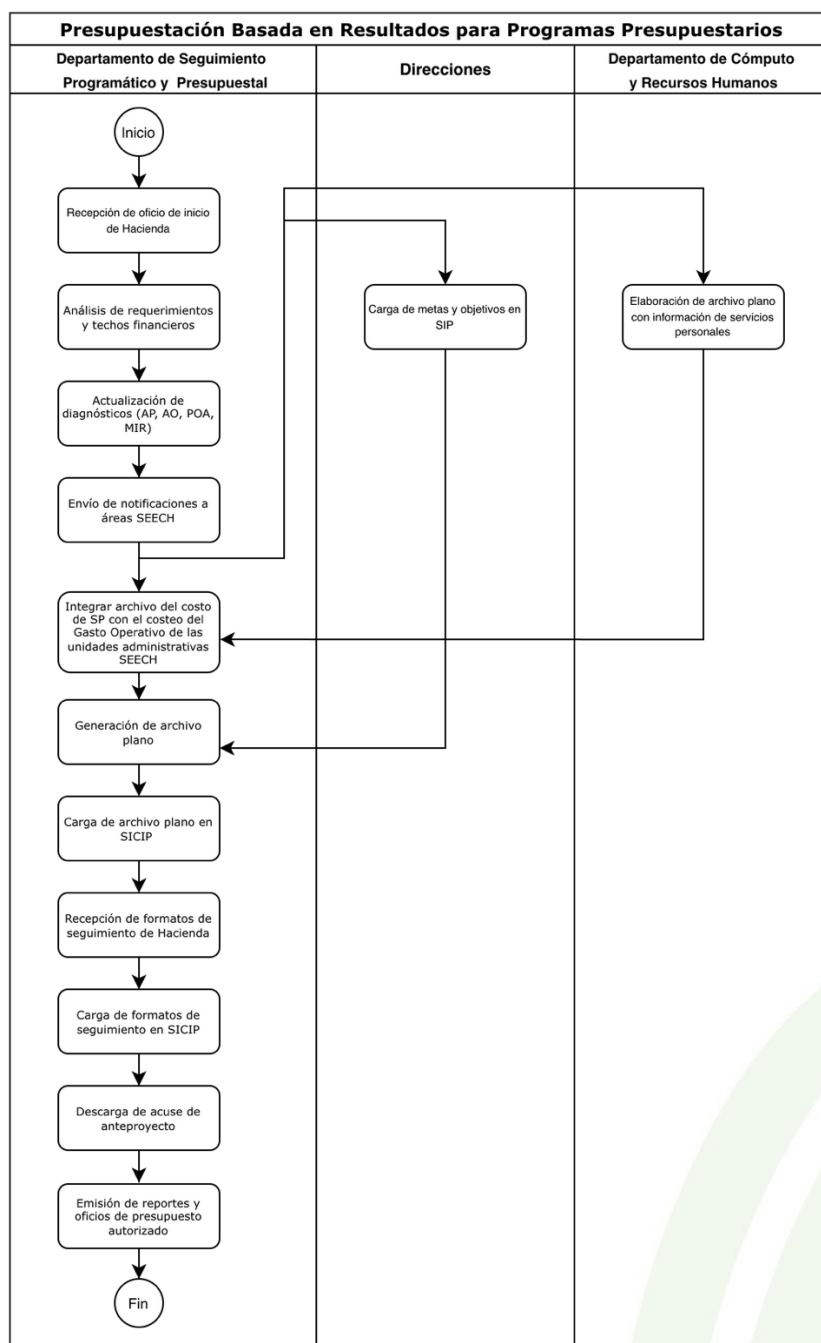 Presupuestación Basada en Resultados para Programas Presupuestarios
Departamento de Seguimiento
Programático y Presupuestal
Direcciones
Departamento de Cómputo
y Recursos Humanos
Inicio
Recepción de oficio de inicio
de Hacienda
Análisis de requerimientos
y techos financieros
Carga de metas y objetivos en
SIP
Elaboración de archivo plano
con información de servicios
personales
Actualización de
diagnósticos (AP, AO, POA,
MIR)
Envío de notificaciones a
áreas SEECH
Integrar archivo del costo
de SP con el costeo del
Gasto Operativo de las
unidades administrativas
SEECH
Generación de archivo
plano
Carga de archivo plano en
SICIP
Recepción de formatos de
seguimiento de Hacienda
Carga de formatos de
seguimiento en SICIP
Descarga de acuse de
anteproyecto
Emisión de reportes y
oficios de presupuesto
autorizado
Fin